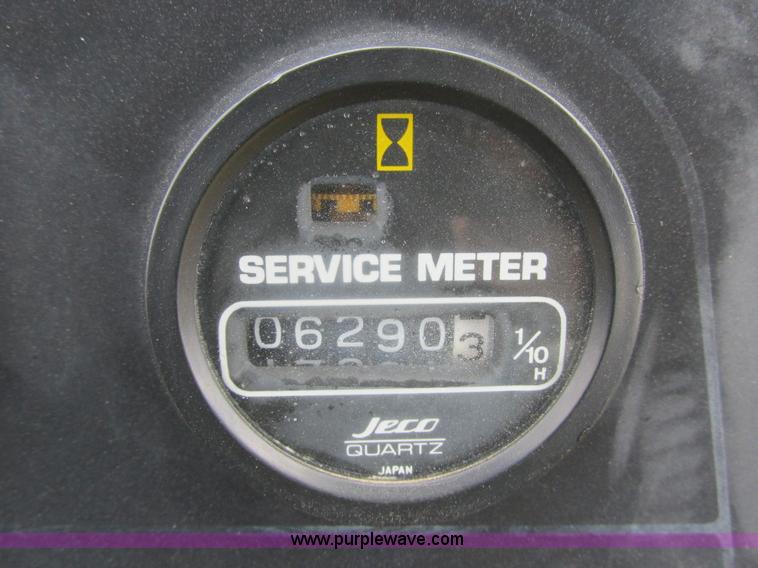 SERVICE METER
06290 3 1/10
H
Jeco
QUARTZ
JAPAN
www.purplewave.com